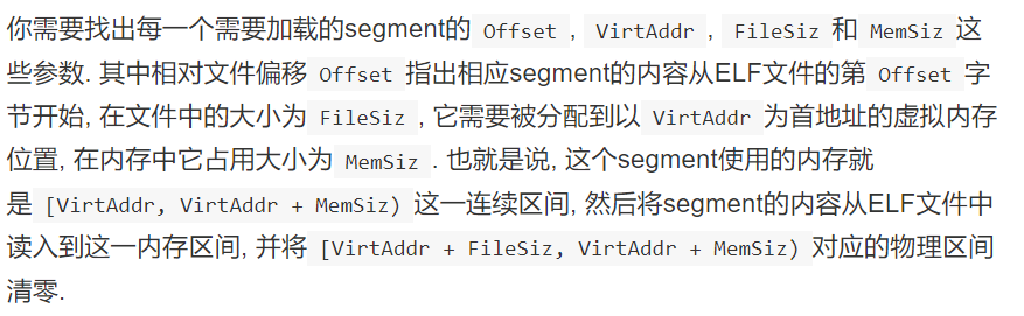 你需要找出每一个需要加载的segment的 Offset , VirtAddr , FileSiz 和 MemSiz 这
些参数. 其中相对文件偏移 Offset 指出相应segment的内容从ELF文件的第 Offset 字
节开始, 在文件中的大小为 FileSiz , 它需要被分配到以 VirtAddr 为首地址的虚拟内存
位置, 在内存中它占用大小为 MemSiz . 也就是说, 这个segment使用的内存就
是 [VirtAddr, VirtAddr + MemSiz) 这一连续区间, 然后将segment的内容从ELF文件中
读入到这一内存区间, 并将 [VirtAddr + FileSiz, VirtAddr + MemSiz) 对应的物理区间
清零.